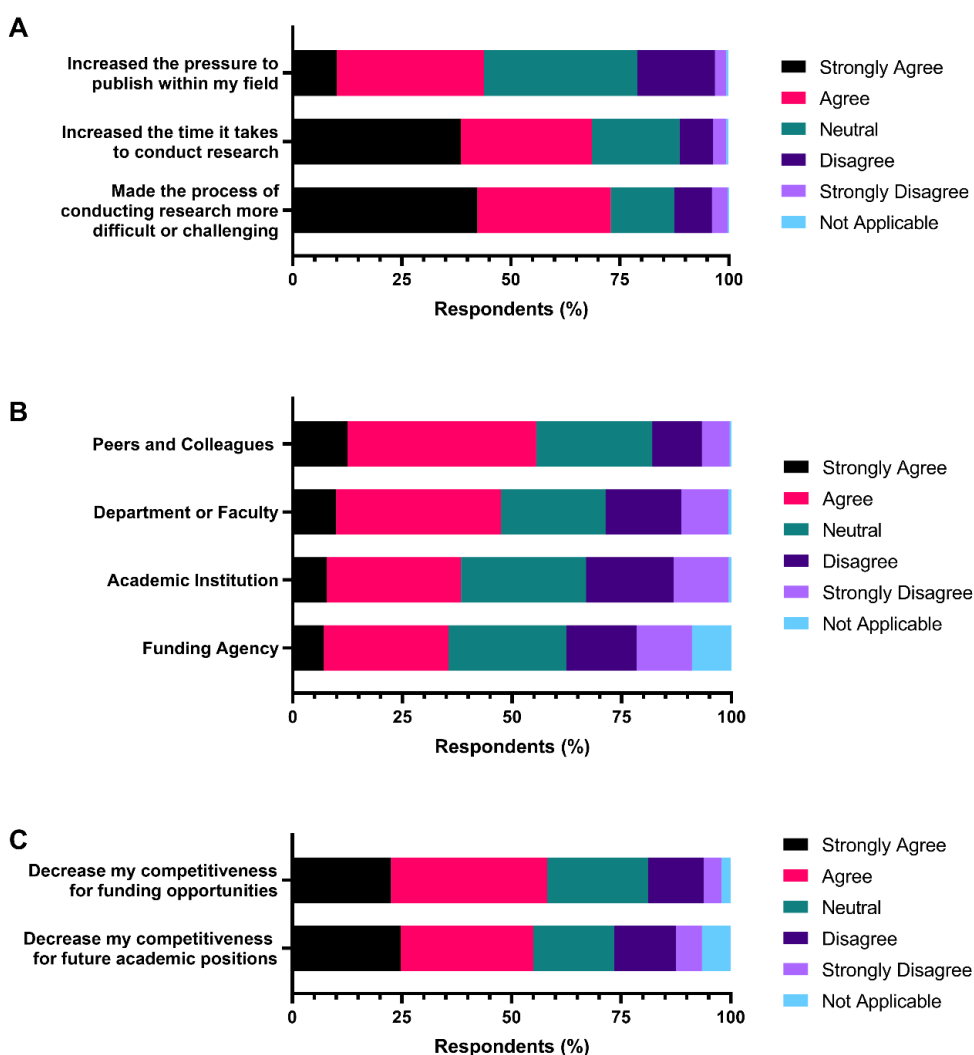 A
Increased the pressure to
publish within my field
Increased the time it takes
to conduct research
Made the process of
conducting research more
difficult or challenging
0 25 50 75 100
Respondents (%)
Strongly Agree
Agree
Neutral
Disagree
Strongly Disagree
Not Applicable
B
Peers and Colleagues
Department or Faculty
Academic Institution
Funding Agency
0 25 50 75 100
Respondents (%)
Strongly Agree
Agree
Neutral
Disagree
Strongly Disagree
Not Applicable
C
Decrease my competitiveness
for funding opportunities
Decrease my competitiveness
for future academic positions
0 25 50 75 100
Respondents (%)
Strongly Agree
Agree
Neutral
Disagree
Strongly Disagree
Not Applicable